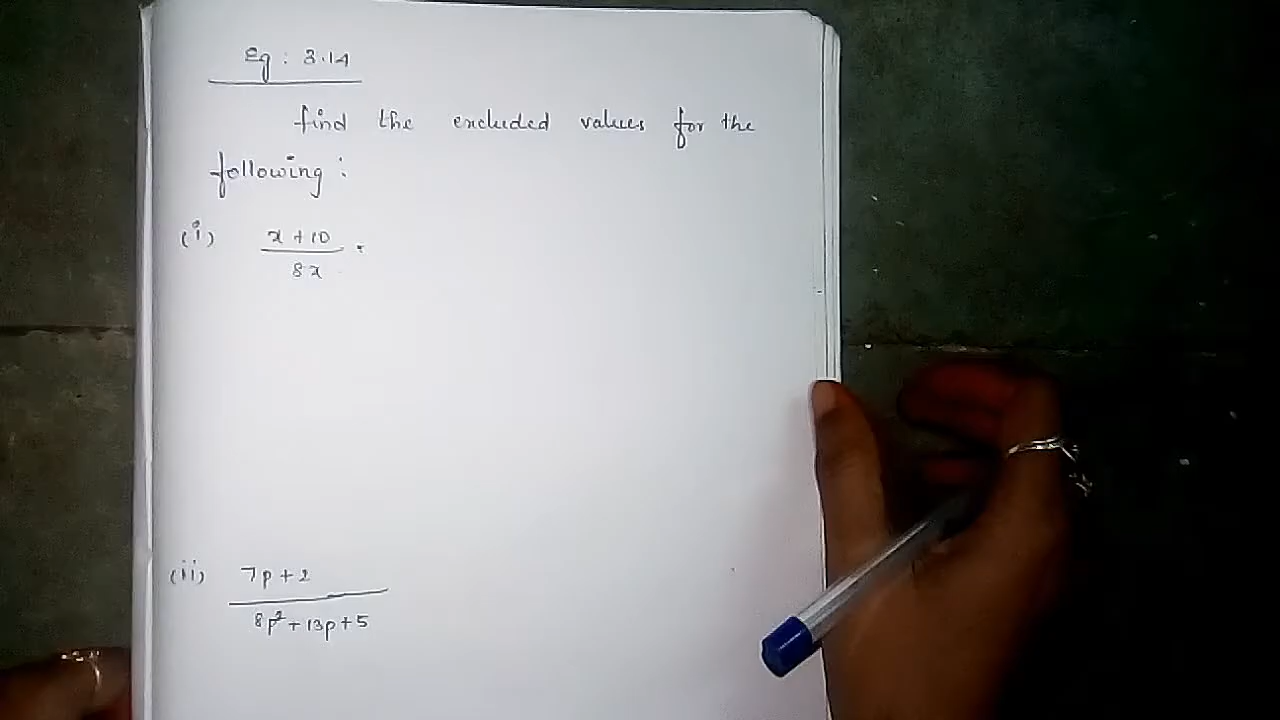 Eg : 3.14
find the excluded values for the
following :
(i) x + 10 / 8x :
(ii) 7p + 2 / 8p² + 13p + 5